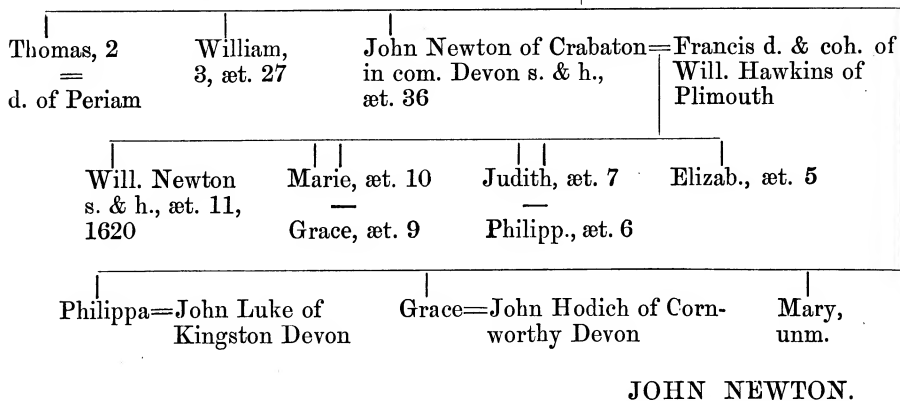 Thomas, 2
=
d. of Periam
William,
3, æt. 27
John Newton of Crabaton=Francis d. & coh. of
in com. Devon s. & h.,
æt. 36
Will. Hawkins of
Plimouth
Will. Newton
s. & h., æt. 11,
1620
Marie, æt. 10
Grace, æt. 9
Judith, æt. 7
Philipp., æt. 6
Elizab., æt. 5
Philippa=John Luke of
Kingston Devon
Grace=John Hodich of Corn-
worthy Devon
Mary,
unm.
JOHN NEWTON.